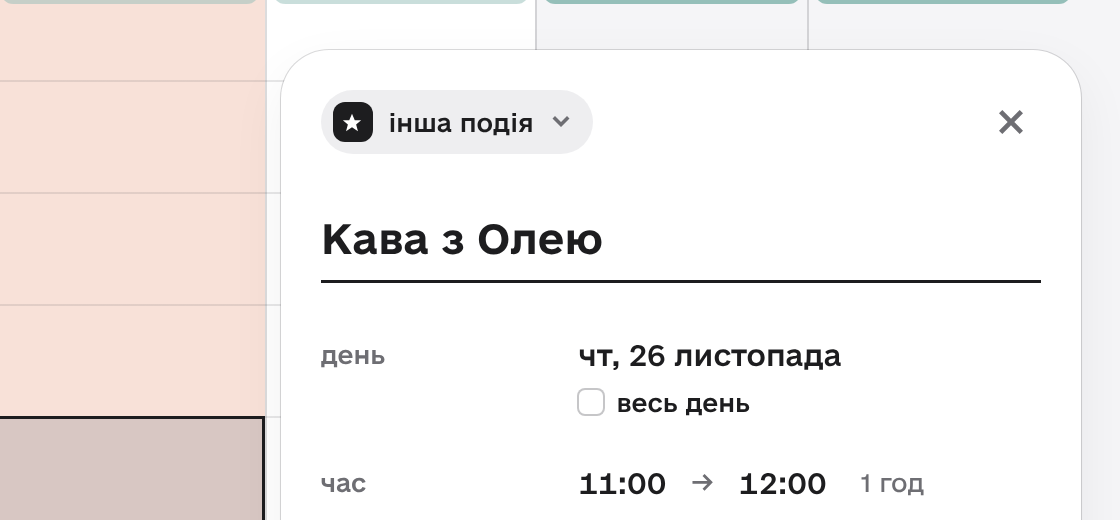 інша подія
Кава з Олею
день
чт, 26 листопада
весь день
час
11:00 → 12:00 1 год